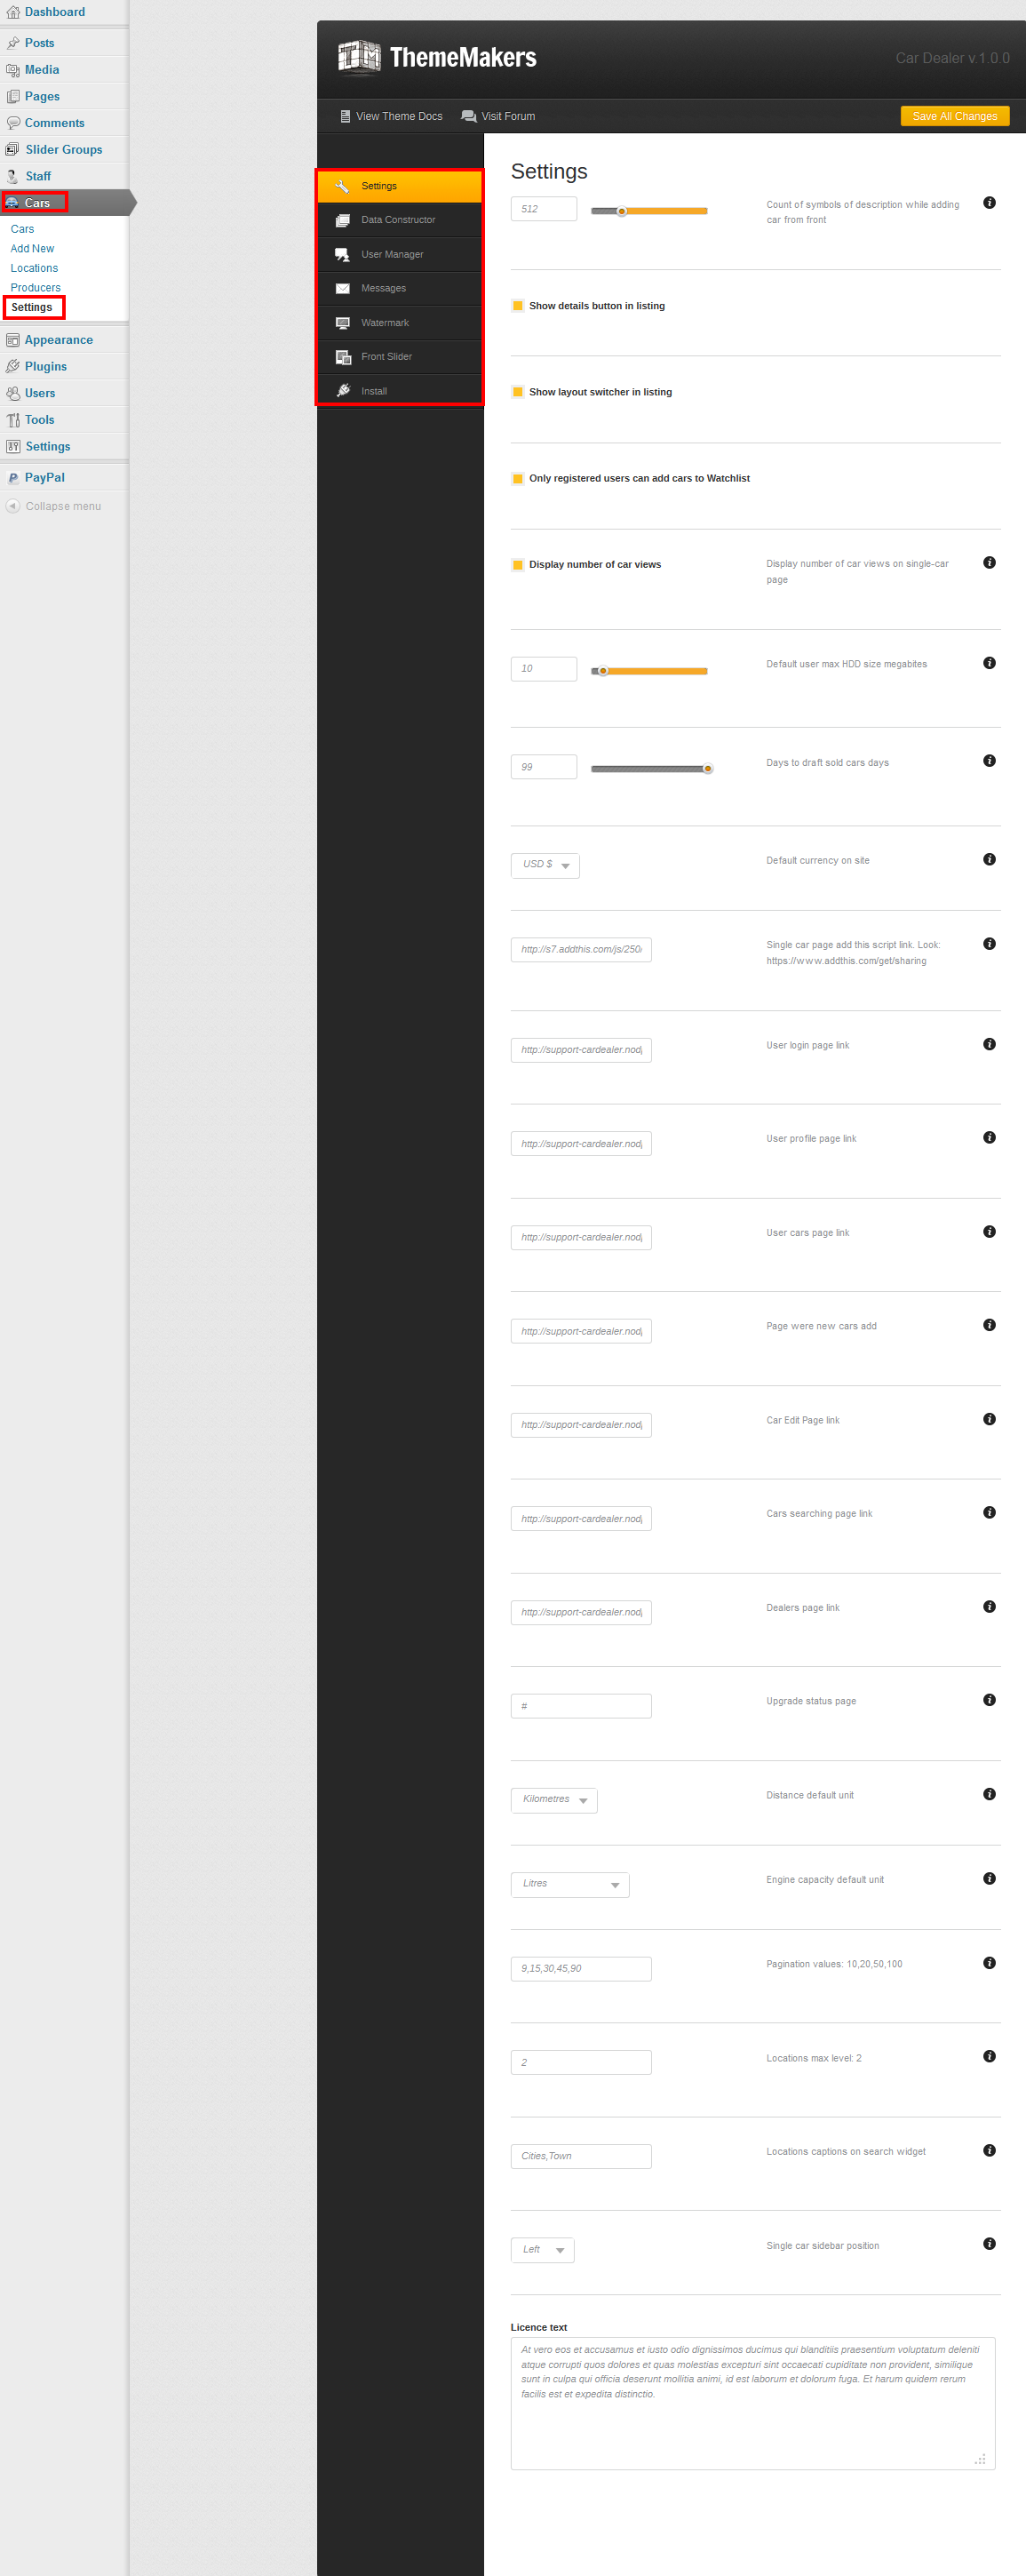 Dashboard
Posts
Media
Pages
Comments
Slider Groups
Staff
Cars
Cars
Add New
Locations
Producers
Settings
Appearance
Plugins
Users
Tools
Settings
PayPal
Collapse menu
ThemeMakers
Car Dealer v.1.0.0
View Theme Docs
Visit Forum
Save All Changes
Settings
Data Constructor
User Manager
Messages
Watermark
Front Slider
Install
Settings
512
Count of symbols of description while adding
car from front
Show details button in listing
Show layout switcher in listing
Only registered users can add cars to Watchlist
Display number of car views
Display number of car views on single-car
page
10
Default user max HDD size megabites
99
Days to draft sold cars days
USD $
Default currency on site
http://s7.addthis.com/js/250/
Single car page add this script link. Look:
https://www.addthis.com/get/sharing
http://support-cardealer.nod
User login page link
http://support-cardealer.nod
User profile page link
http://support-cardealer.nod
User cars page link
http://support-cardealer.nod
Page were new cars add
http://support-cardealer.nod
Car Edit Page link
http://support-cardealer.nod
Cars searching page link
http://support-cardealer.nod
Dealers page link
#
Upgrade status page
Kilometres
Distance default unit
Litres
Engine capacity default unit
9,15,30,45,90
Pagination values: 10,20,50,100
2
Locations max level: 2
Cities,Town
Locations captions on search widget
Left
Single car sidebar position
Licence text
At vero eos et accusamus et iusto odio dignissimos ducimus qui blanditiis praesentium voluptatum deleniti
atque corrupti quos dolores et quas molestias excepturi sint occaecati cupiditate non provident, similique
sunt in culpa qui officia deserunt mollitia animi, id est laborum et dolorum fuga. Et harum quidem rerum
facilis est et expedita distinctio.